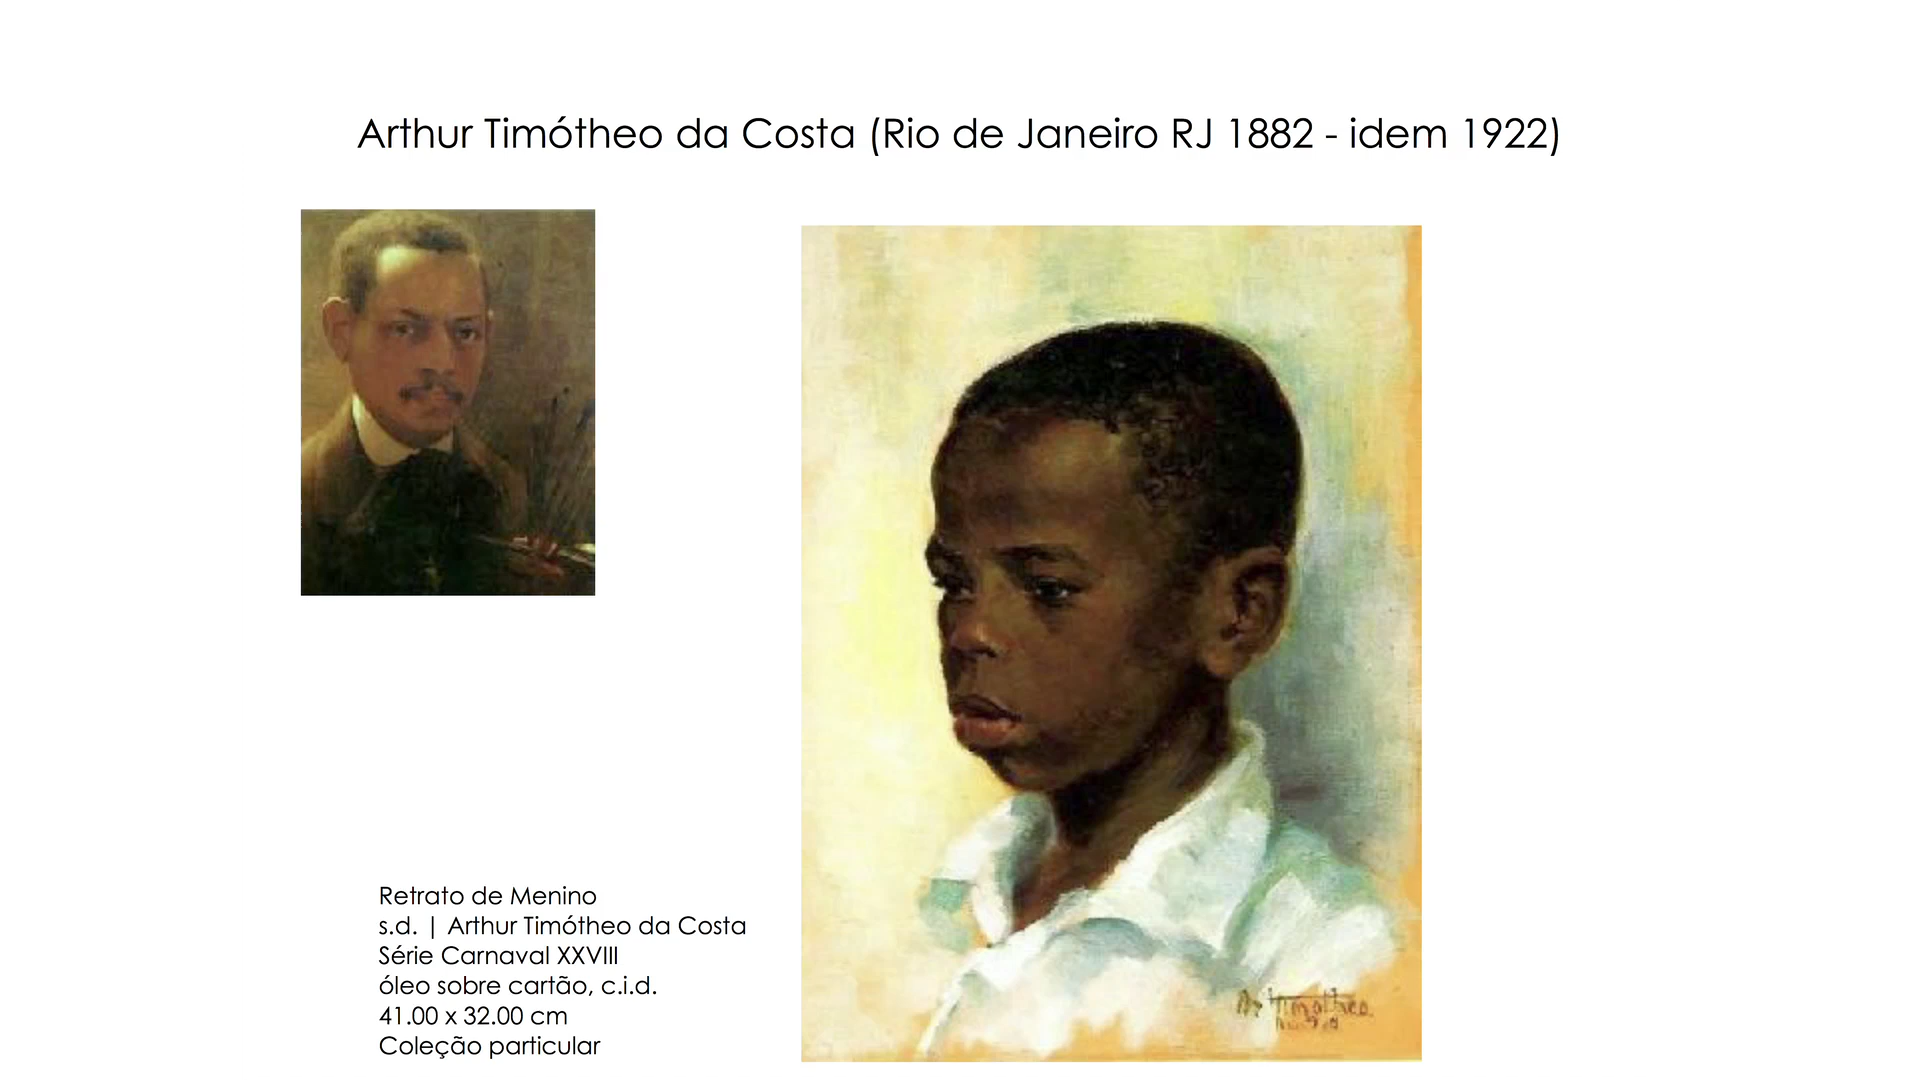 Arthur Timótheo da Costa (Rio de Janeiro RJ 1882 - idem 1922)
Retrato de Menino
s.d. | Arthur Timótheo da Costa
Série Carnaval XXVIII
óleo sobre cartão, c.i.d.
41.00 x 32.00 cm
Coleção particular
Timotheo